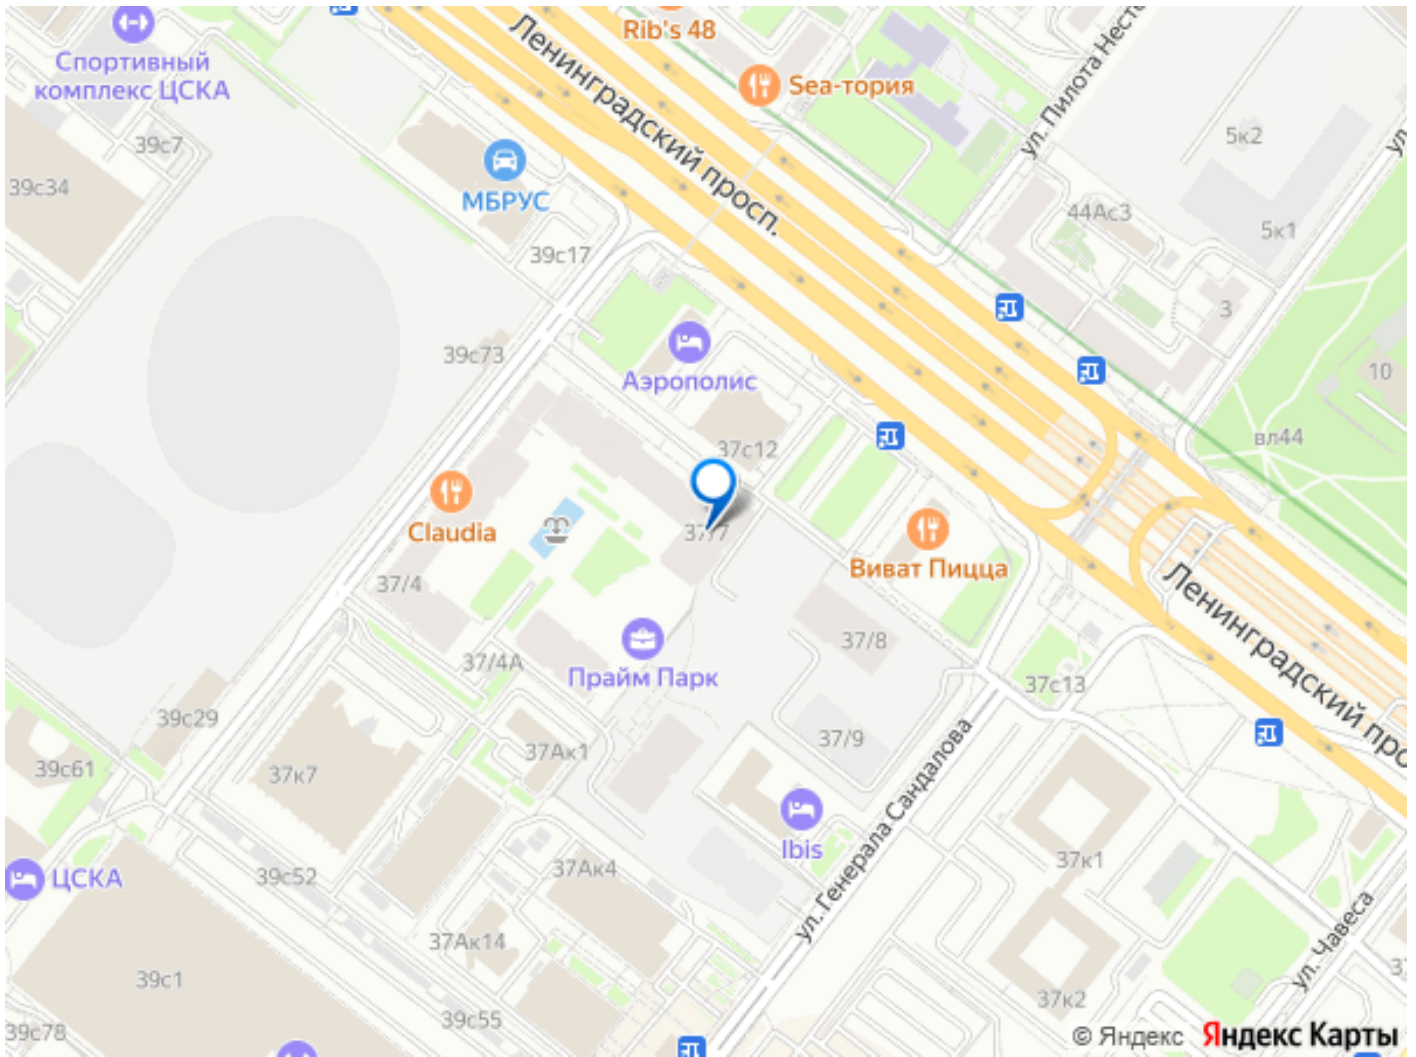 Rib's 48
Спортивный
комплекс ЦСКА
Sea-тория
Ленинградский просп.
ул. Пилота Несте
39с7
39с34
МБРУС
5к2
44Ас3
5к1
39с17
3
39с73
Аэрополис
10
37с12
вл44
Claudia
37/7
Виват Пицца
37/4
Ленинградский про
37/8
37/4А
Прайм Парк
37с13
39с29
37/9
37Ак1
39с61
37к7
ул. Генерала Сандалова
Ibis
37к1
ЦСКА
39с52
37Ак4
ул. Чавеса
37Ак14
39с1
37к2
39с55
39с78
© Яндекс Яндекс Карты